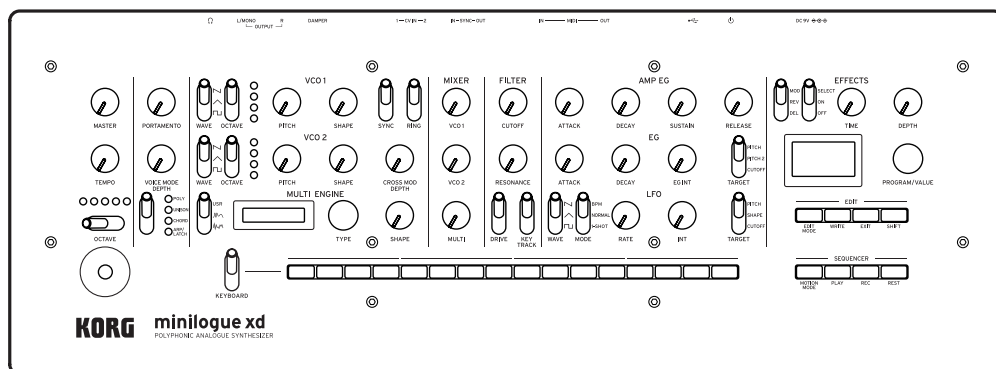 L/MONO R DAMPER 1—CV IN—2 IN—SYNC—OUT IN MIDI OUT DC 9V
OUTPUT
VCO 1 MIXER FILTER AMP EG EFFECTS
MOD SELECT
REV ON
DEL OFF
MASTER PORTAMENTO WAVE OCTAVE PITCH SHAPE SYNC RING VCO 1 CUTOFF ATTACK DECAY SUSTAIN RELEASE TIME DEPTH
VCO 2 EG
PITCH
PITCH 2
CUTOFF
TEMPO VOICE MODE DEPTH WAVE OCTAVE PITCH SHAPE CROSS MOD DEPTH VCO 2 RESONANCE ATTACK DECAY EG INT TARGET PROGRAM/VALUE
MULTI ENGINE LFO
POLY USR BPM PITCH
UNISON NORMAL SHAPE
CHORD 1-SHOT CUTOFF
ARP/LATCH
OCTAVE TYPE SHAPE MULTI DRIVE KEY TRACK WAVE MODE RATE INT TARGET
EDIT
EDIT MODE WRITE EXIT SHIFT
SEQUENCER
MOTION MODE PLAY REC REST
KEYBOARD
KORG minilogue xd
POLYPHONIC ANALOGUE SYNTHESIZER